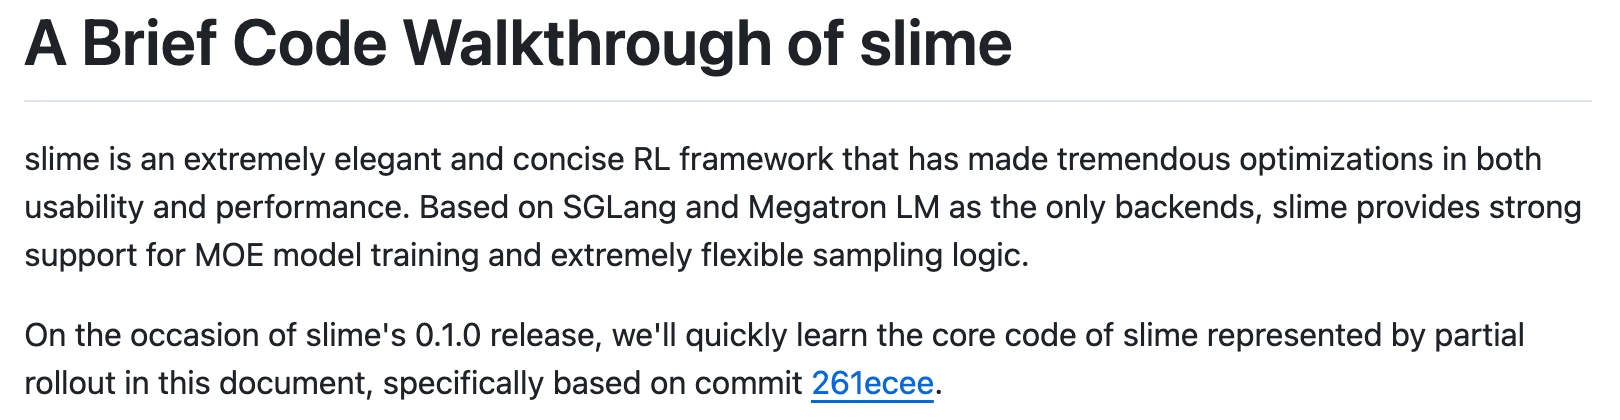 A Brief Code Walkthrough of slime
slime is an extremely elegant and concise RL framework that has made tremendous optimizations in both
usability and performance. Based on SGLang and Megatron LM as the only backends, slime provides strong
support for MOE model training and extremely flexible sampling logic.
On the occasion of slime's 0.1.0 release, we'll quickly learn the core code of slime represented by partial
rollout in this document, specifically based on commit 261ecee.